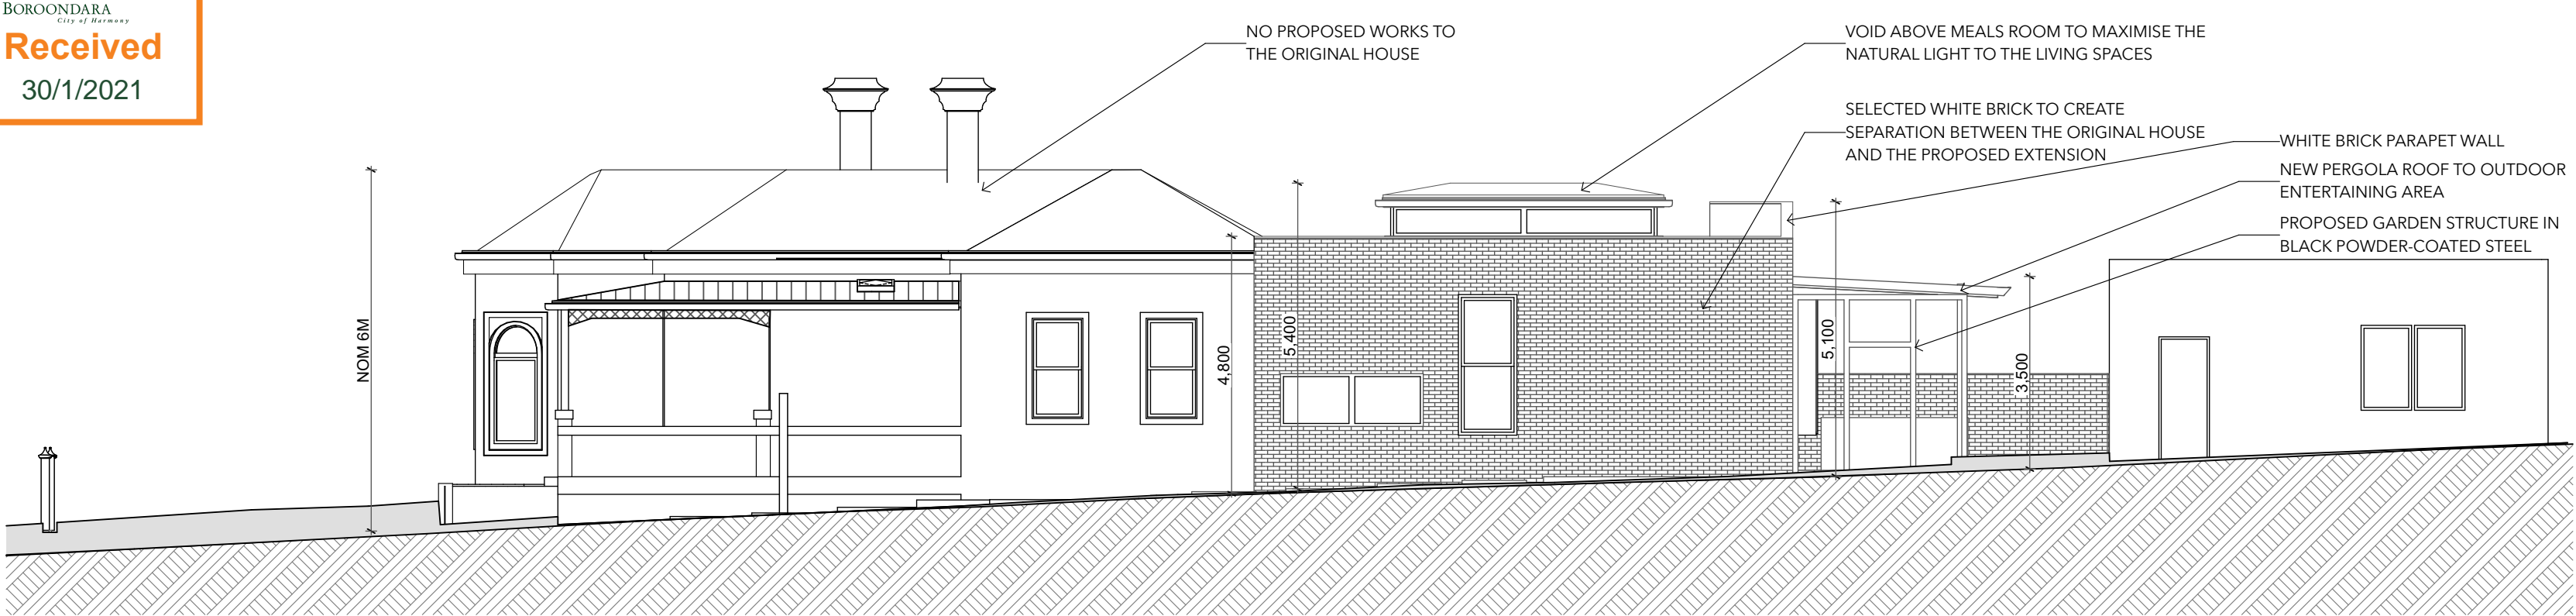 BOROONDARA
City of Harmony
Received
30/1/2021
NO PROPOSED WORKS TO
THE ORIGINAL HOUSE
VOID ABOVE MEALS ROOM TO MAXIMISE THE
NATURAL LIGHT TO THE LIVING SPACES
SELECTED WHITE BRICK TO CREATE
SEPARATION BETWEEN THE ORIGINAL HOUSE
AND THE PROPOSED EXTENSION
WHITE BRICK PARAPET WALL
NEW PERGOLA ROOF TO OUTDOOR
ENTERTAINING AREA
PROPOSED GARDEN STRUCTURE IN
BLACK POWDER-COATED STEEL
NOM 6M
4,800
5,400
5,100
3,500